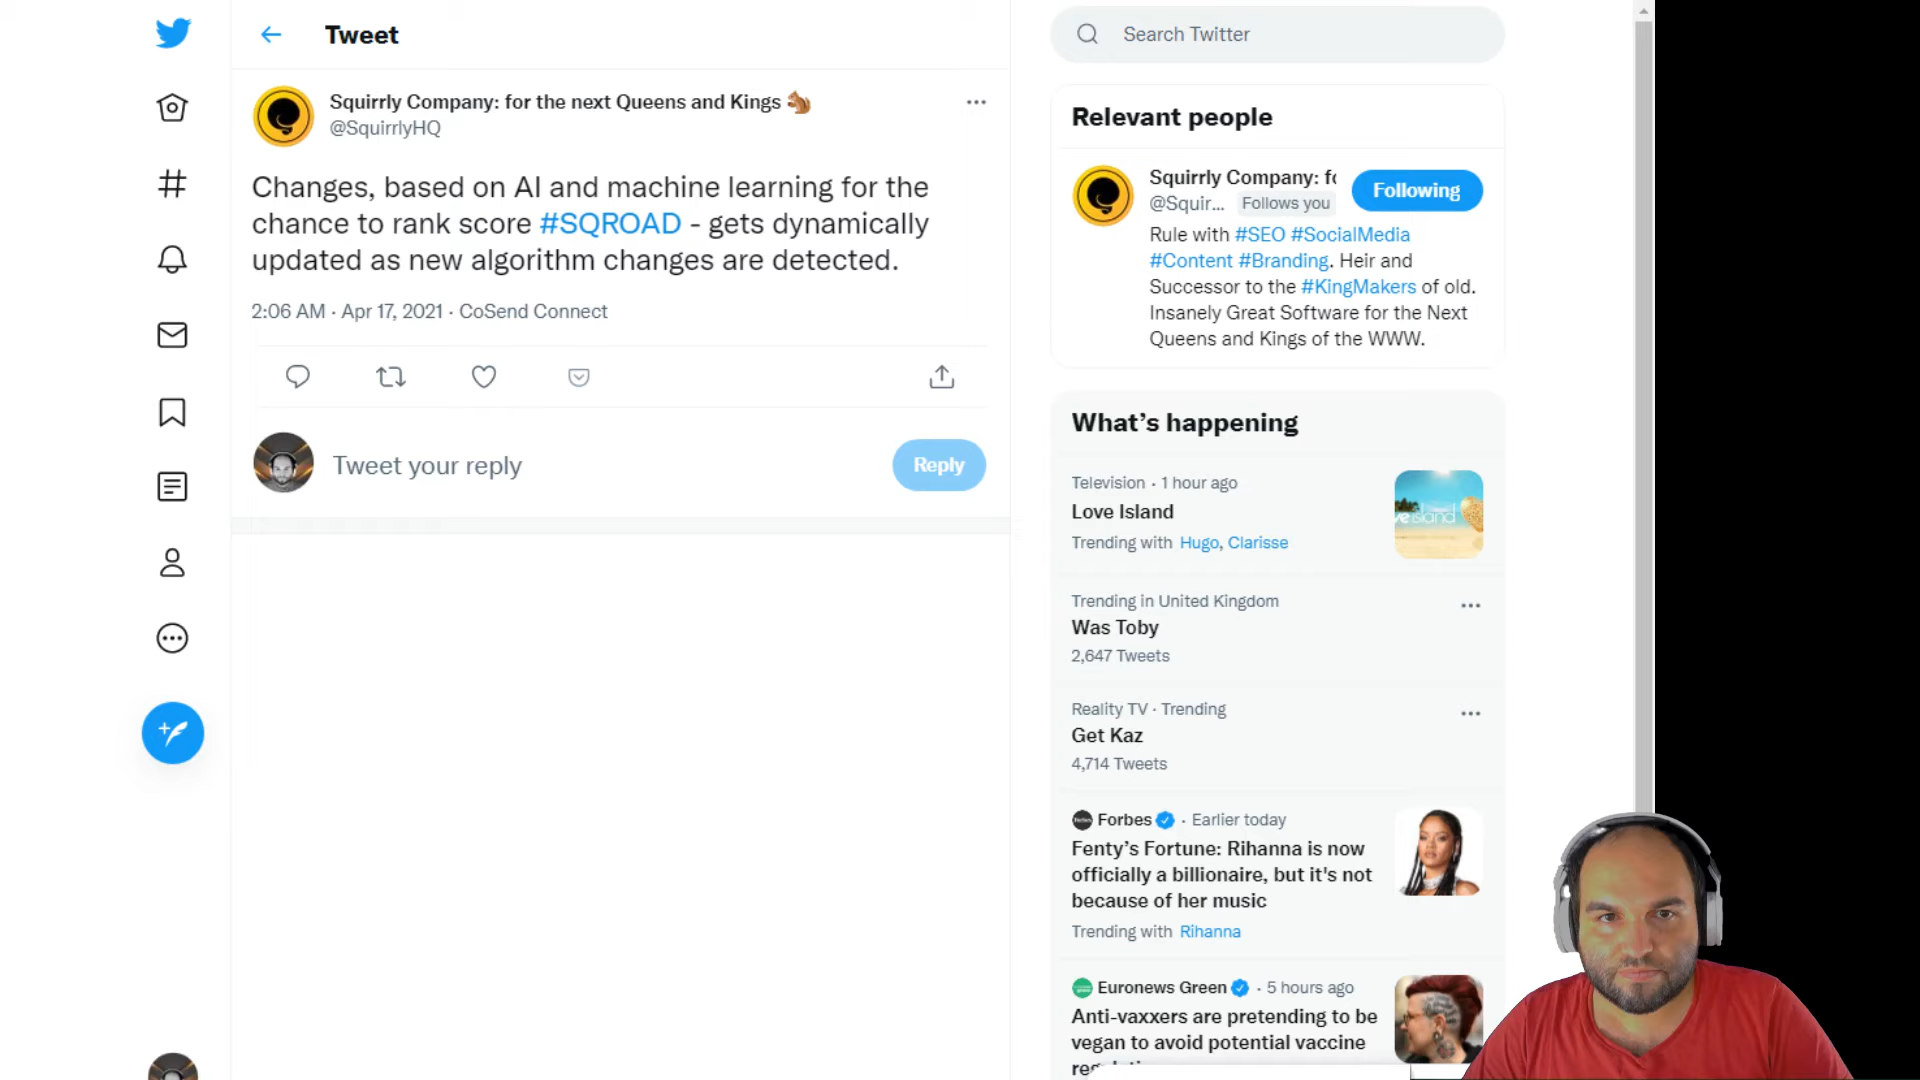 Tweet
Squirrly Company: for the next Queens and Kings 🐿
@SquirrlyHQ
Changes, based on AI and machine learning for the
chance to rank score #SQROAD - gets dynamically
updated as new algorithm changes are detected.
2:06 AM · Apr 17, 2021 · CoSend Connect
Tweet your reply
Reply
Search Twitter
Relevant people
Squirrly Company: fo
@Squir... Follows you
Following
Rule with #SEO #SocialMedia
#Content #Branding. Heir and
Successor to the #KingMakers of old.
Insanely Great Software for the Next
Queens and Kings of the WWW.
What's happening
Television · 1 hour ago
Love Island
Trending with Hugo, Clarisse
Trending in United Kingdom
Was Toby
2,647 Tweets
Reality TV · Trending
Get Kaz
4,714 Tweets
Forbes · Earlier today
Fenty's Fortune: Rihanna is now
officially a billionaire, but it's not
because of her music
Trending with Rihanna
Euronews Green · 5 hours ago
Anti-vaxxers are pretending to be
vegan to avoid potential vaccine